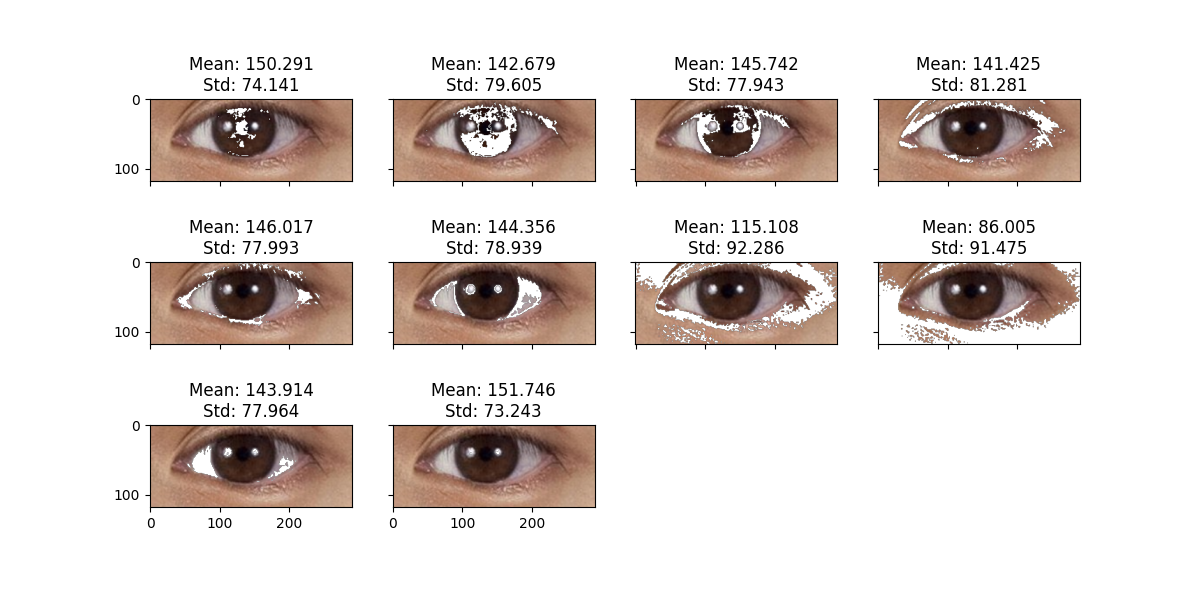 Mean: 150.291
Std: 74.141
Mean: 142.679
Std: 79.605
Mean: 145.742
Std: 77.943
Mean: 141.425
Std: 81.281
0
100
Mean: 146.017
Std: 77.993
Mean: 144.356
Std: 78.939
Mean: 115.108
Std: 92.286
Mean: 86.005
Std: 91.475
0
100
Mean: 143.914
Std: 77.964
Mean: 151.746
Std: 73.243
0
100
0 100 200
0 100 200